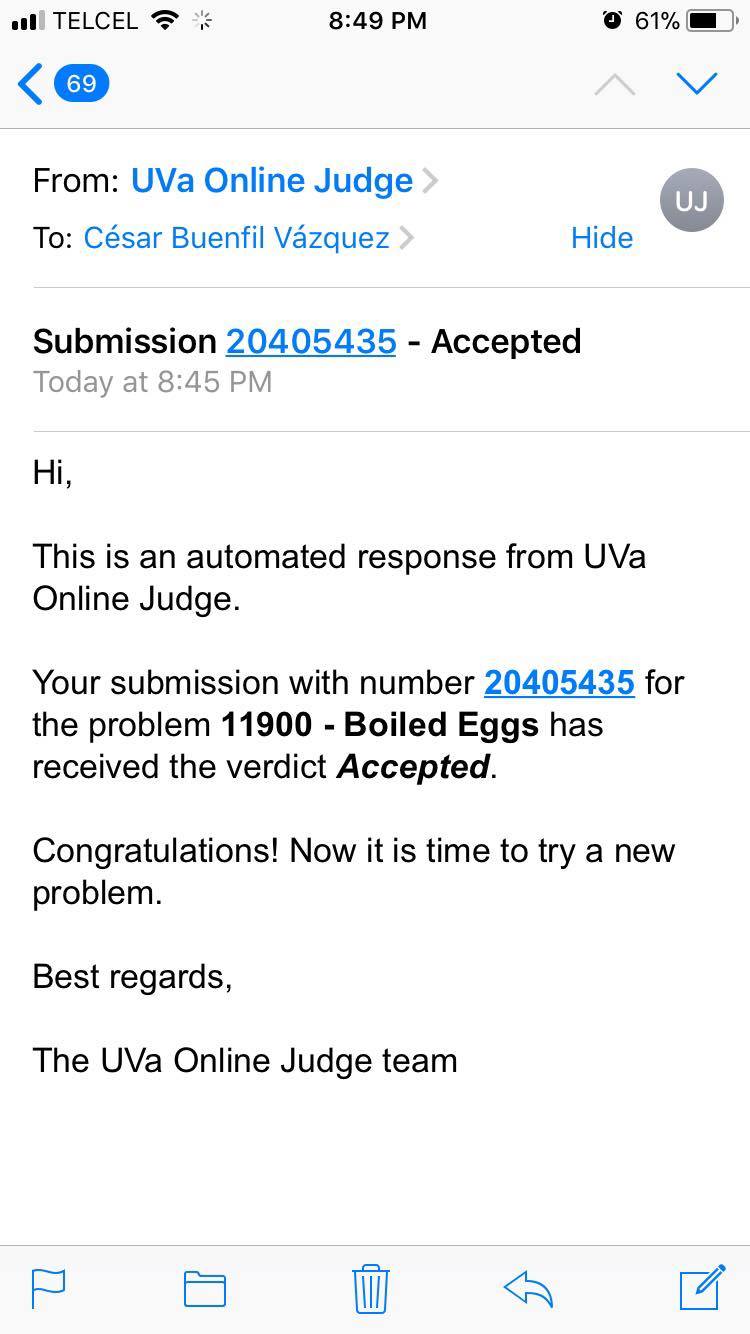 TELCEL 8:49 PM 61%
69
From: UVa Online Judge
UJ
To: César Buenfil Vázquez Hide
Submission 20405435 - Accepted
Today at 8:45 PM
Hi,
This is an automated response from UVa
Online Judge.
Your submission with number 20405435 for
the problem 11900 - Boiled Eggs has
received the verdict Accepted.
Congratulations! Now it is time to try a new
problem.
Best regards,
The UVa Online Judge team